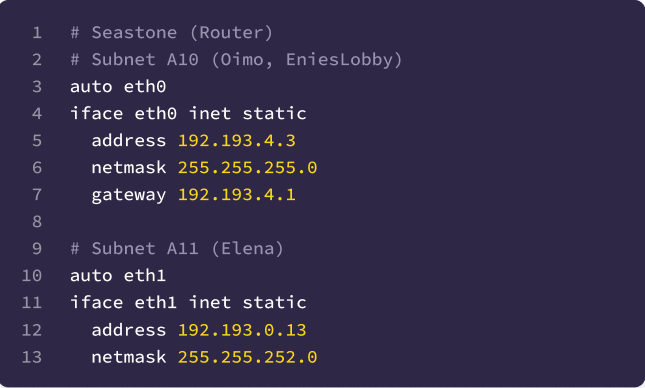 1 # Seastone (Router)
2 # Subnet A10 (Oimo, EniesLobby)
3 auto eth0
4 iface eth0 inet static
5 address 192.193.4.3
6 netmask 255.255.255.0
7 gateway 192.193.4.1
8
9 # Subnet A11 (Elena)
10 auto eth1
11 iface eth1 inet static
12 address 192.193.0.13
13 netmask 255.255.252.0